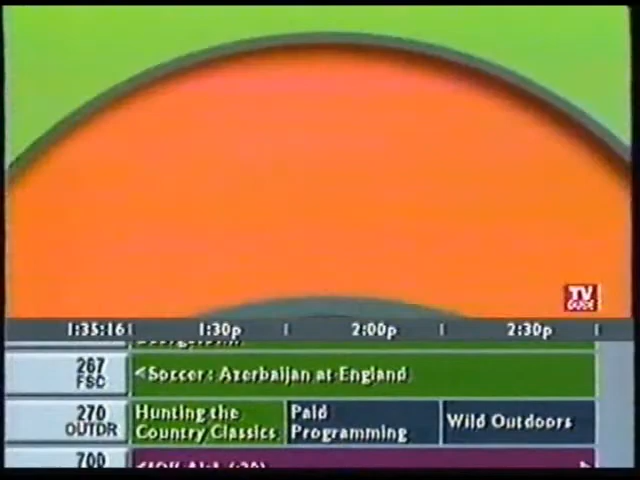 TV
GUIDE
1:35:16 1:30p 2:00p 2:30p
267
FSC
<Soccer: Azerbaijan at England
270
OUTDR
Hunting the
Country Classics
Paid
Programming
Wild Outdoors
700